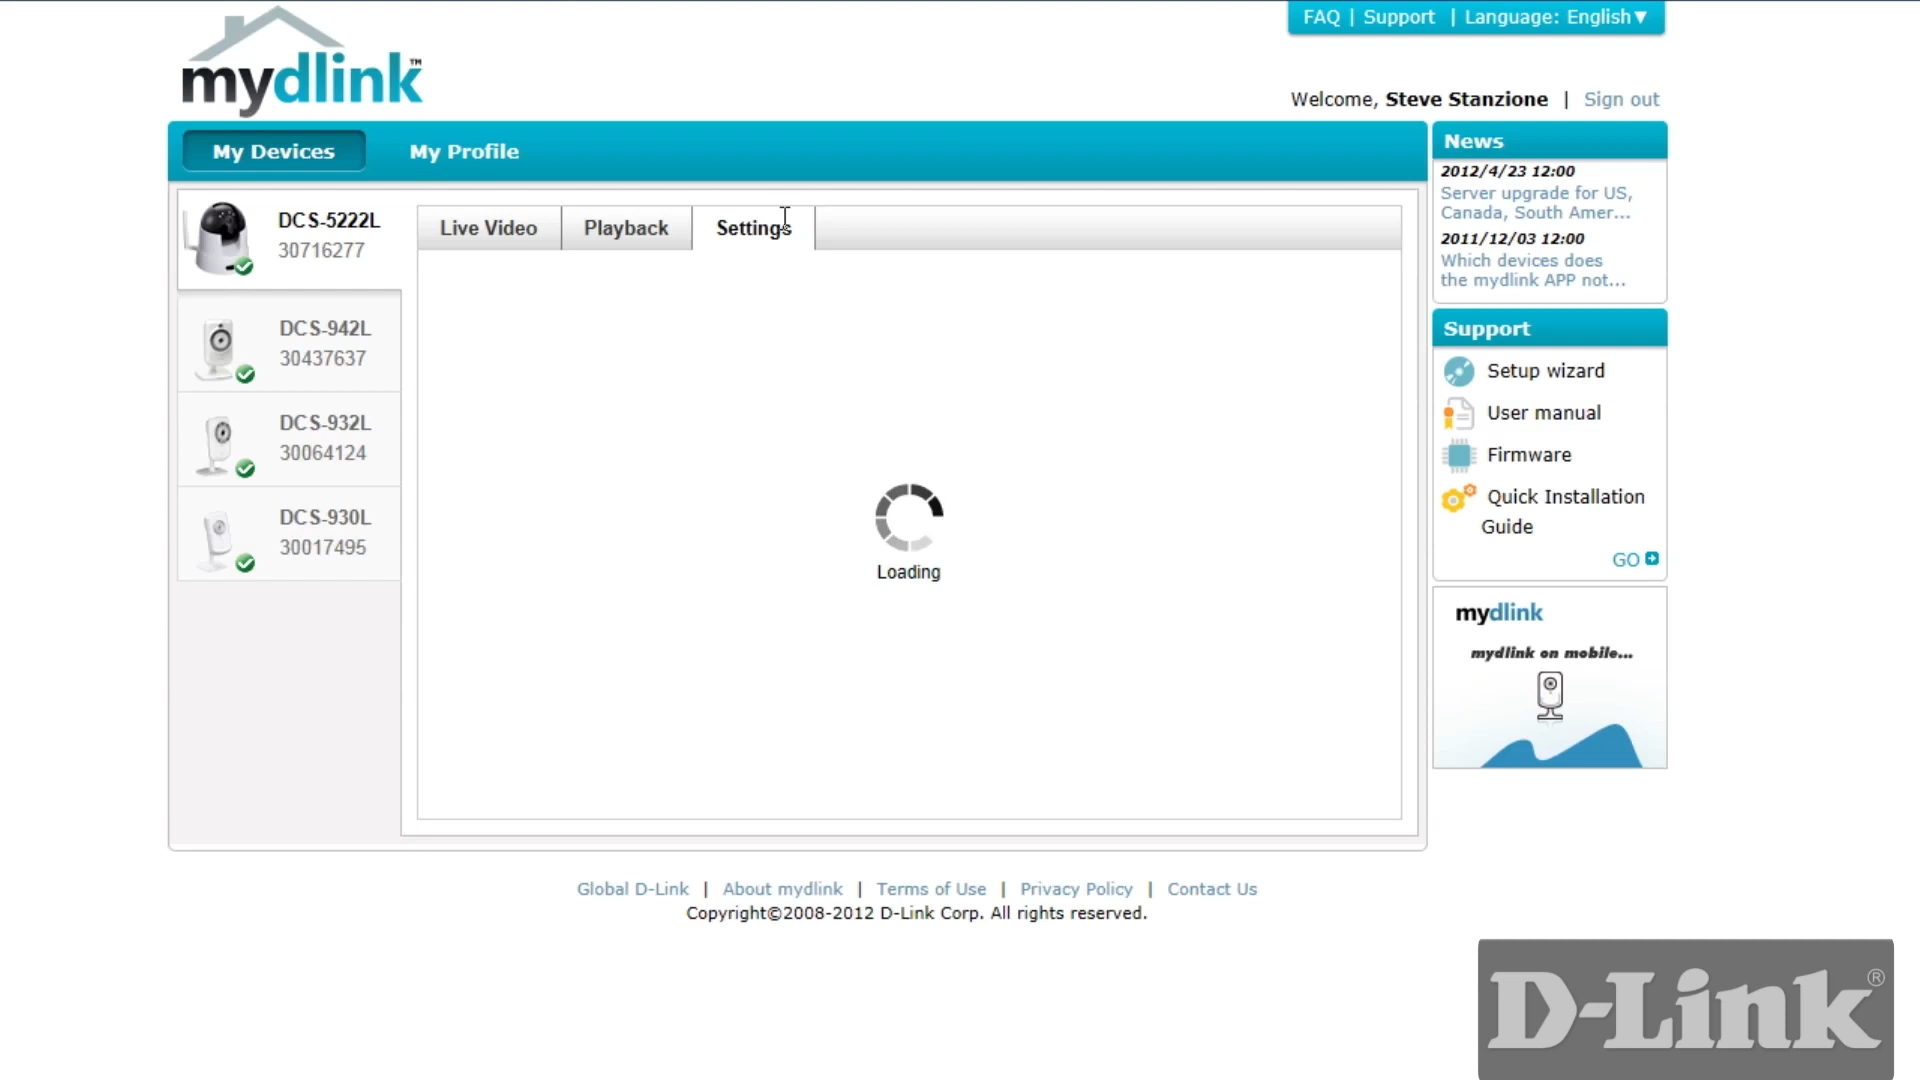 FAQ | Support | Language: English▼
mydlink™
Welcome, Steve Stanzione | Sign out
My Devices My Profile
DCS-5222L
30716277
DCS-942L
30437637
DCS-932L
30064124
DCS-930L
30017495
Live Video Playback Settings
Loading
News
2012/4/23 12:00
Server upgrade for US,
Canada, South Amer...
2011/12/03 12:00
Which devices does
the mydlink APP not...
Support
Setup wizard
User manual
Firmware
Quick Installation
Guide
GO
mydlink
mydlink on mobile...
Global D-Link | About mydlink | Terms of Use | Privacy Policy | Contact Us
Copyright©2008-2012 D-Link Corp. All rights reserved.
D-Link®